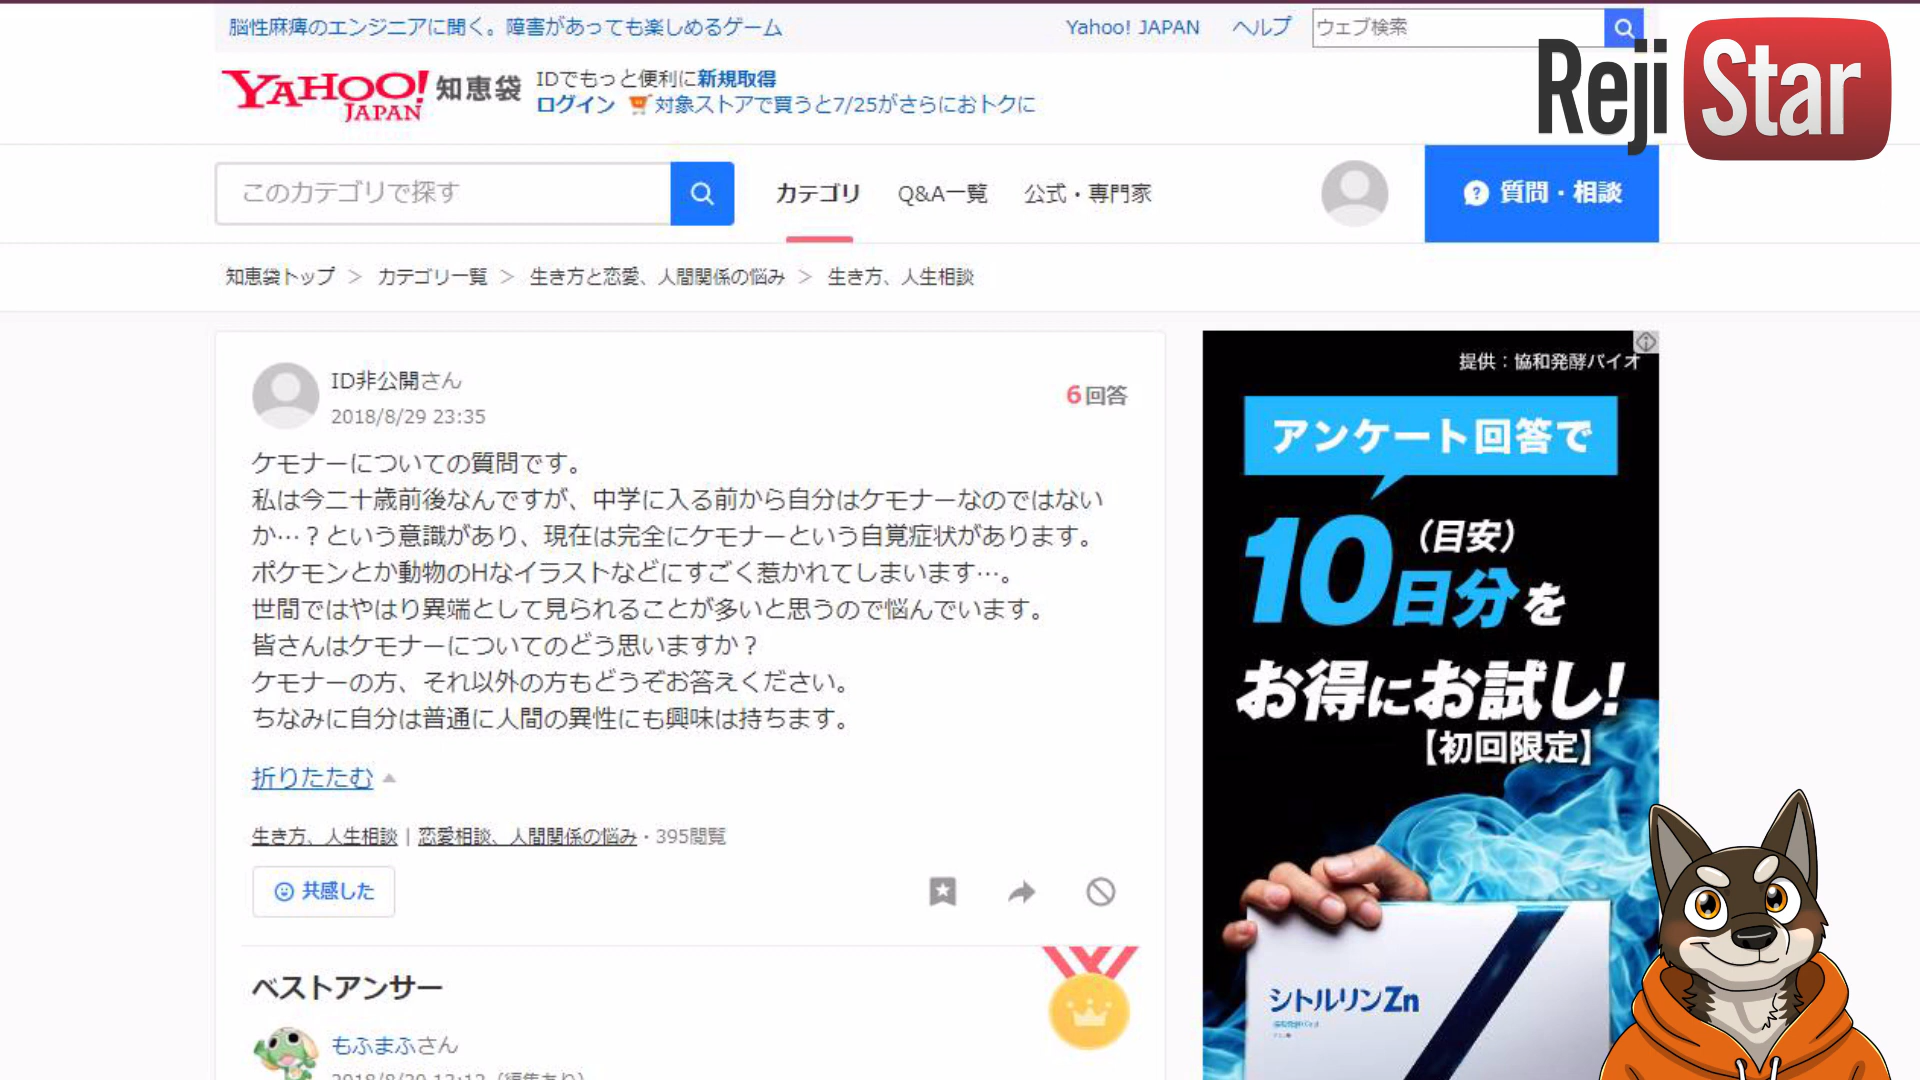 脳性麻痺のエンジニアに聞く。障害があっても楽しめるゲーム
Yahoo! JAPAN ヘルプ ウェブ検索
Reji Star
YAHOO! JAPAN 知恵袋
IDでもっと便利に新規取得
ログイン 対象ストアで買うと7/25がさらにおトクに
このカテゴリで探す
カテゴリ Q&A一覧 公式・専門家
質問・相談
知恵袋トップ > カテゴリ一覧 > 生き方と恋愛、人間関係の悩み > 生き方、人生相談
ID非公開さん
2018/8/29 23:35
6回答
ケモナーについての質問です。
私は今二十歳前後なんですが、中学に入る前から自分はケモナーなのではない
か…？という意識があり、現在は完全にケモナーという自覚症状があります。
ポケモンとか動物のHなイラストなどにすごく惹かれてしまいます…。
世間ではやはり異端として見られることが多いと思うので悩んでいます。
皆さんはケモナーについてのどう思いますか？
ケモナーの方、それ以外の方もどうぞお答えください。
ちなみに自分は普通に人間の異性にも興味は持ちます。
折りたたむ
生き方、人生相談 | 恋愛相談、人間関係の悩み・395閲覧
共感した
ベストアンサー
もふまふさん
2018/8/30 13:12（編集あり）
提供：協和発酵バイオ
アンケート回答で
10日分を
（目安）
お得にお試し!
【初回限定】
シトルリンZn